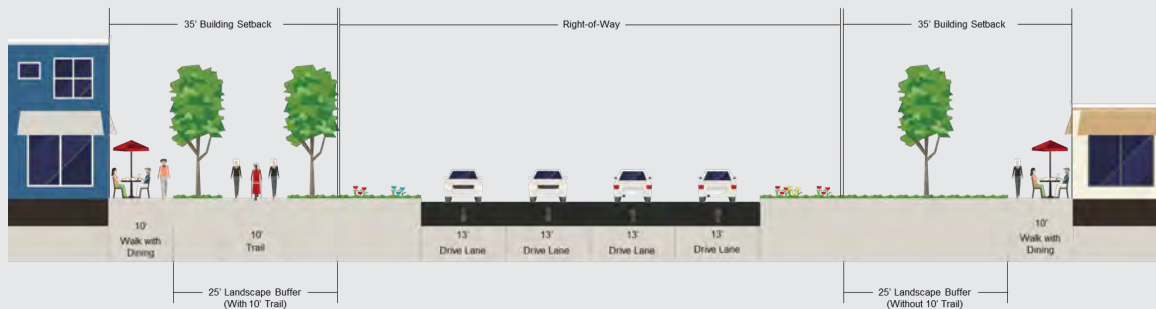 35' Building Setback
Right-of-Way
35' Building Setback
10'
Walk with
Dining
10'
Trail
13'
Drive Lane
13'
Drive Lane
13'
Drive Lane
13'
Drive Lane
10'
Walk with
Dining
25' Landscape Buffer
(With 10' Trail)
25' Landscape Buffer
(Without 10' Trail)